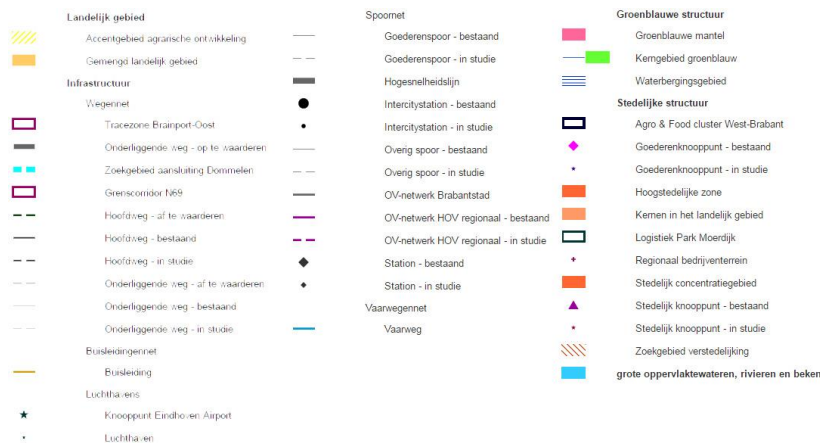 Landelijk gebied
Accentgebied agrarische ontwikkeling
Gemengd landelijk gebied
Infrastructuur
Wegennet
Tracezone Brainport-Oost
Onderliggende weg - op te waarderen
Zoekgebied aansluiting Dommelen
Grenscorridor N69
Hoofdweg - af te waarderen
Hoofdweg - bestaand
Hoofdweg - in studie
Onderliggende weg - af te waarderen
Onderliggende weg - bestaand
Onderliggende weg - in studie
Buisleidingennet
Buisleiding
Luchthavens
Knooppunt Eindhoven Airport
Luchthaven
Spoornet
Goederenspoor - bestaand
Goederenspoor - in studie
Hogesnelheidslijn
Intercitystation - bestaand
Intercitystation - in studie
Overig spoor - bestaand
Overig spoor - in studie
OV-netwerk Brabantstad
OV-netwerk HOV regionaal - bestaand
OV-netwerk HOV regionaal - in studie
Station - bestaand
Station - in studie
Vaarwegennet
Vaarweg
Groenblauwe structuur
Groenblauwe mantel
Kerngebied groenblauw
Waterbergingsgebied
Stedelijke structuur
Agro & Food cluster West-Brabant
Goederenknooppunt - bestaand
Goederenknooppunt - in studie
Hoogstedelijke zone
Kernen in het landelijk gebied
Logistiek Park Moerdijk
Regionaal bedrijventerrein
Stedelijk concentratiegebied
Stedelijk knooppunt - bestaand
Stedelijk knooppunt - in studie
Zoekgebied verstedelijking
grote oppervlaktewateren, rivieren en beken